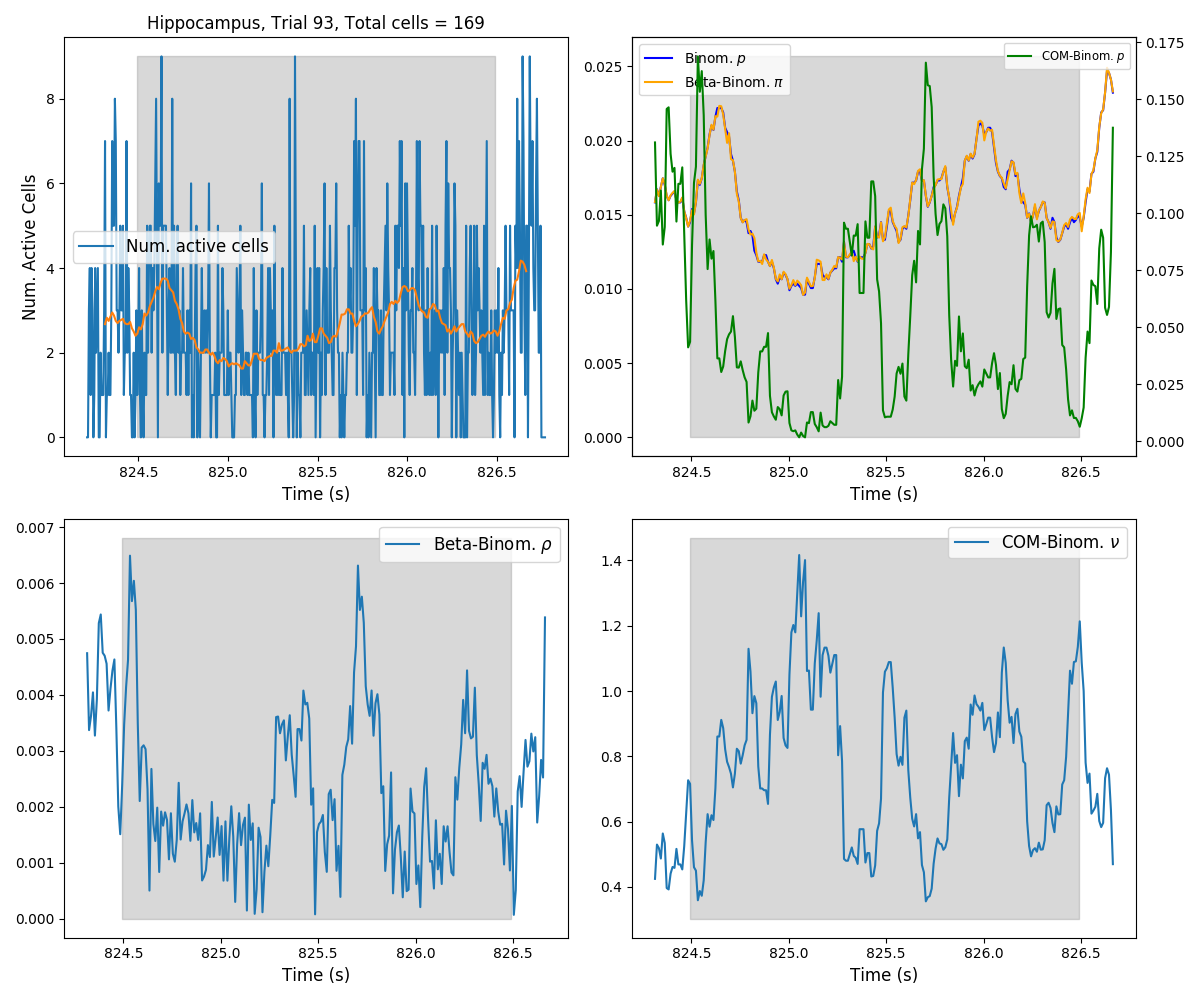 Hippocampus, Trial 93, Total cells = 169
Num. Active Cells
8
6
4
2
0
Num. active cells
824.5 825.0 825.5 826.0 826.5
Time (s)
0.025
0.020
0.015
0.010
0.005
0.000
Binom. p
Beta-Binom. π
COM-Binom. p
0.175
0.150
0.125
0.100
0.075
0.050
0.025
0.000
824.5 825.0 825.5 826.0 826.5
Time (s)
0.007
0.006
0.005
0.004
0.003
0.002
0.001
0.000
Beta-Binom. ρ
824.5 825.0 825.5 826.0 826.5
Time (s)
1.4
1.2
1.0
0.8
0.6
0.4
COM-Binom. ν
824.5 825.0 825.5 826.0 826.5
Time (s)